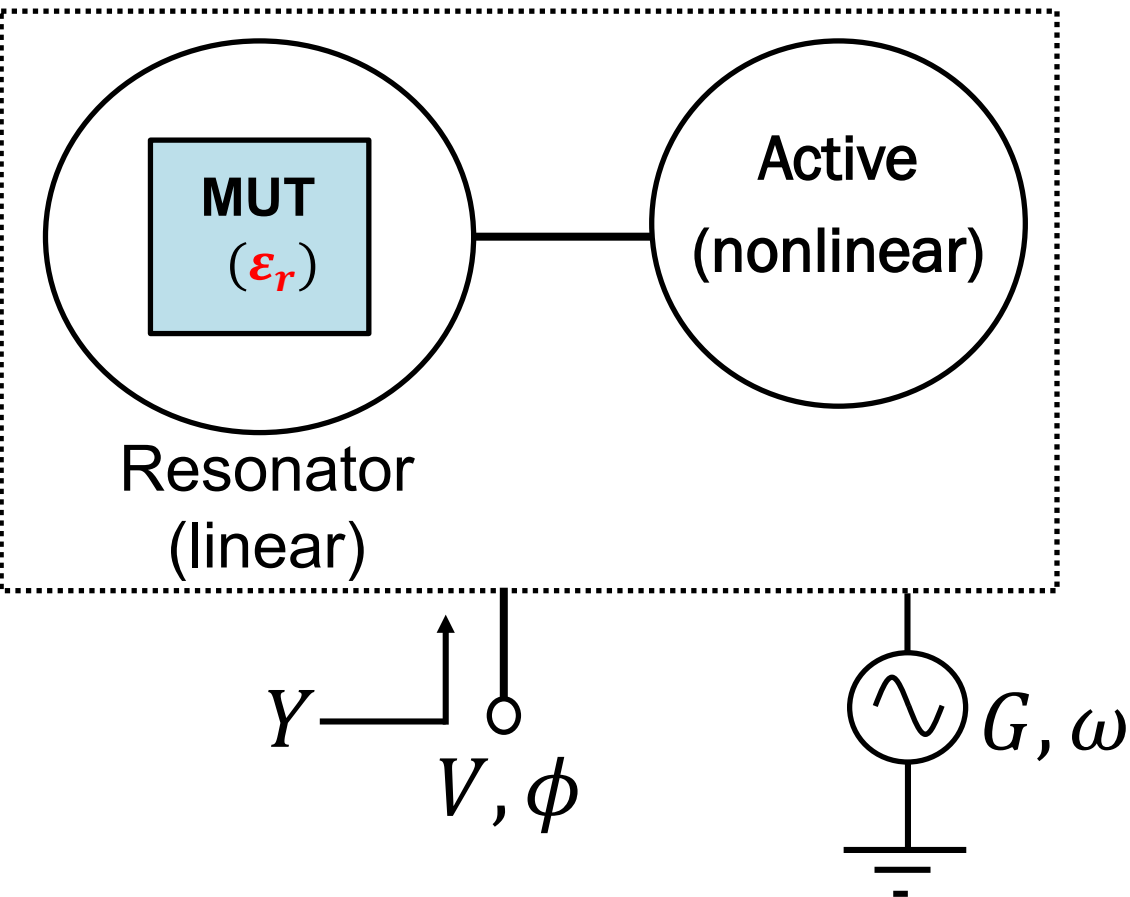 MUT
(εᵣ)
Active
(nonlinear)
Resonator
(linear)
Y
V, ϕ
G, ω